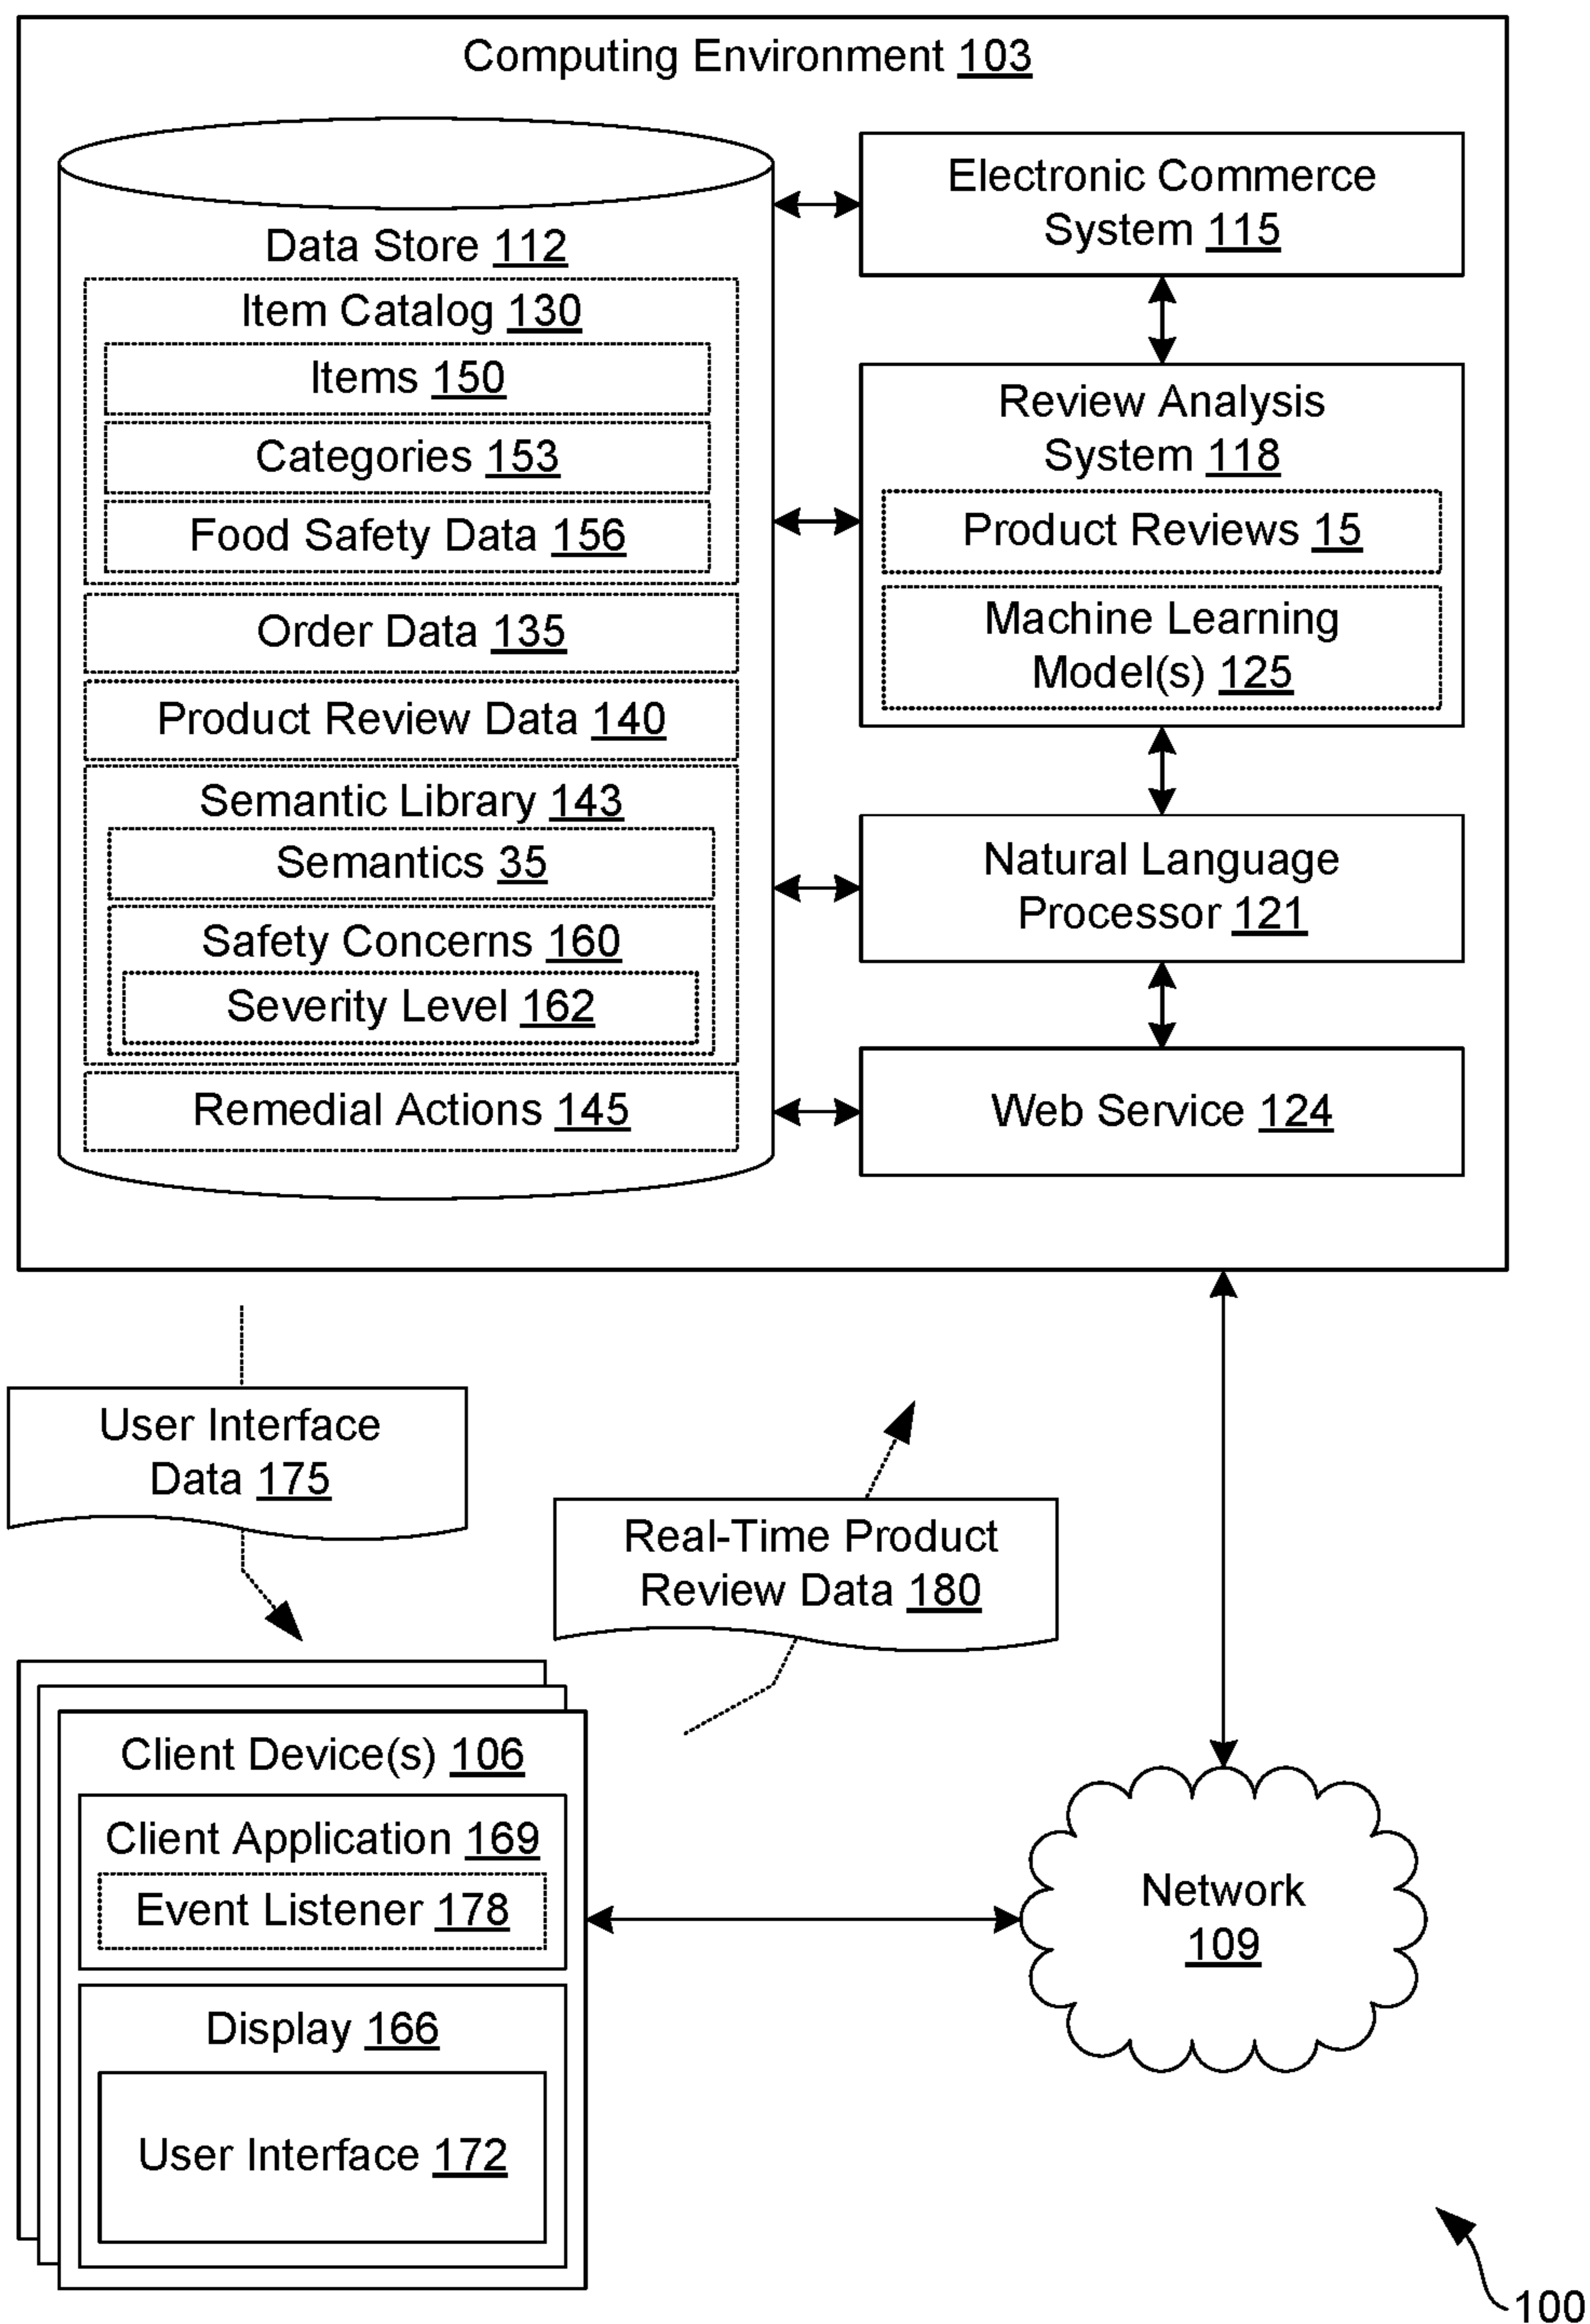 Computing Environment 103
Data Store 112
Item Catalog 130
Items 150
Categories 153
Food Safety Data 156
Order Data 135
Product Review Data 140
Semantic Library 143
Semantics 35
Safety Concerns 160
Severity Level 162
Remedial Actions 145
Electronic Commerce
System 115
Review Analysis
System 118
Product Reviews 15
Machine Learning
Model(s) 125
Natural Language
Processor 121
Web Service 124
User Interface
Data 175
Real-Time Product
Review Data 180
Client Device(s) 106
Client Application 169
Event Listener 178
Display 166
User Interface 172
Network
109
100